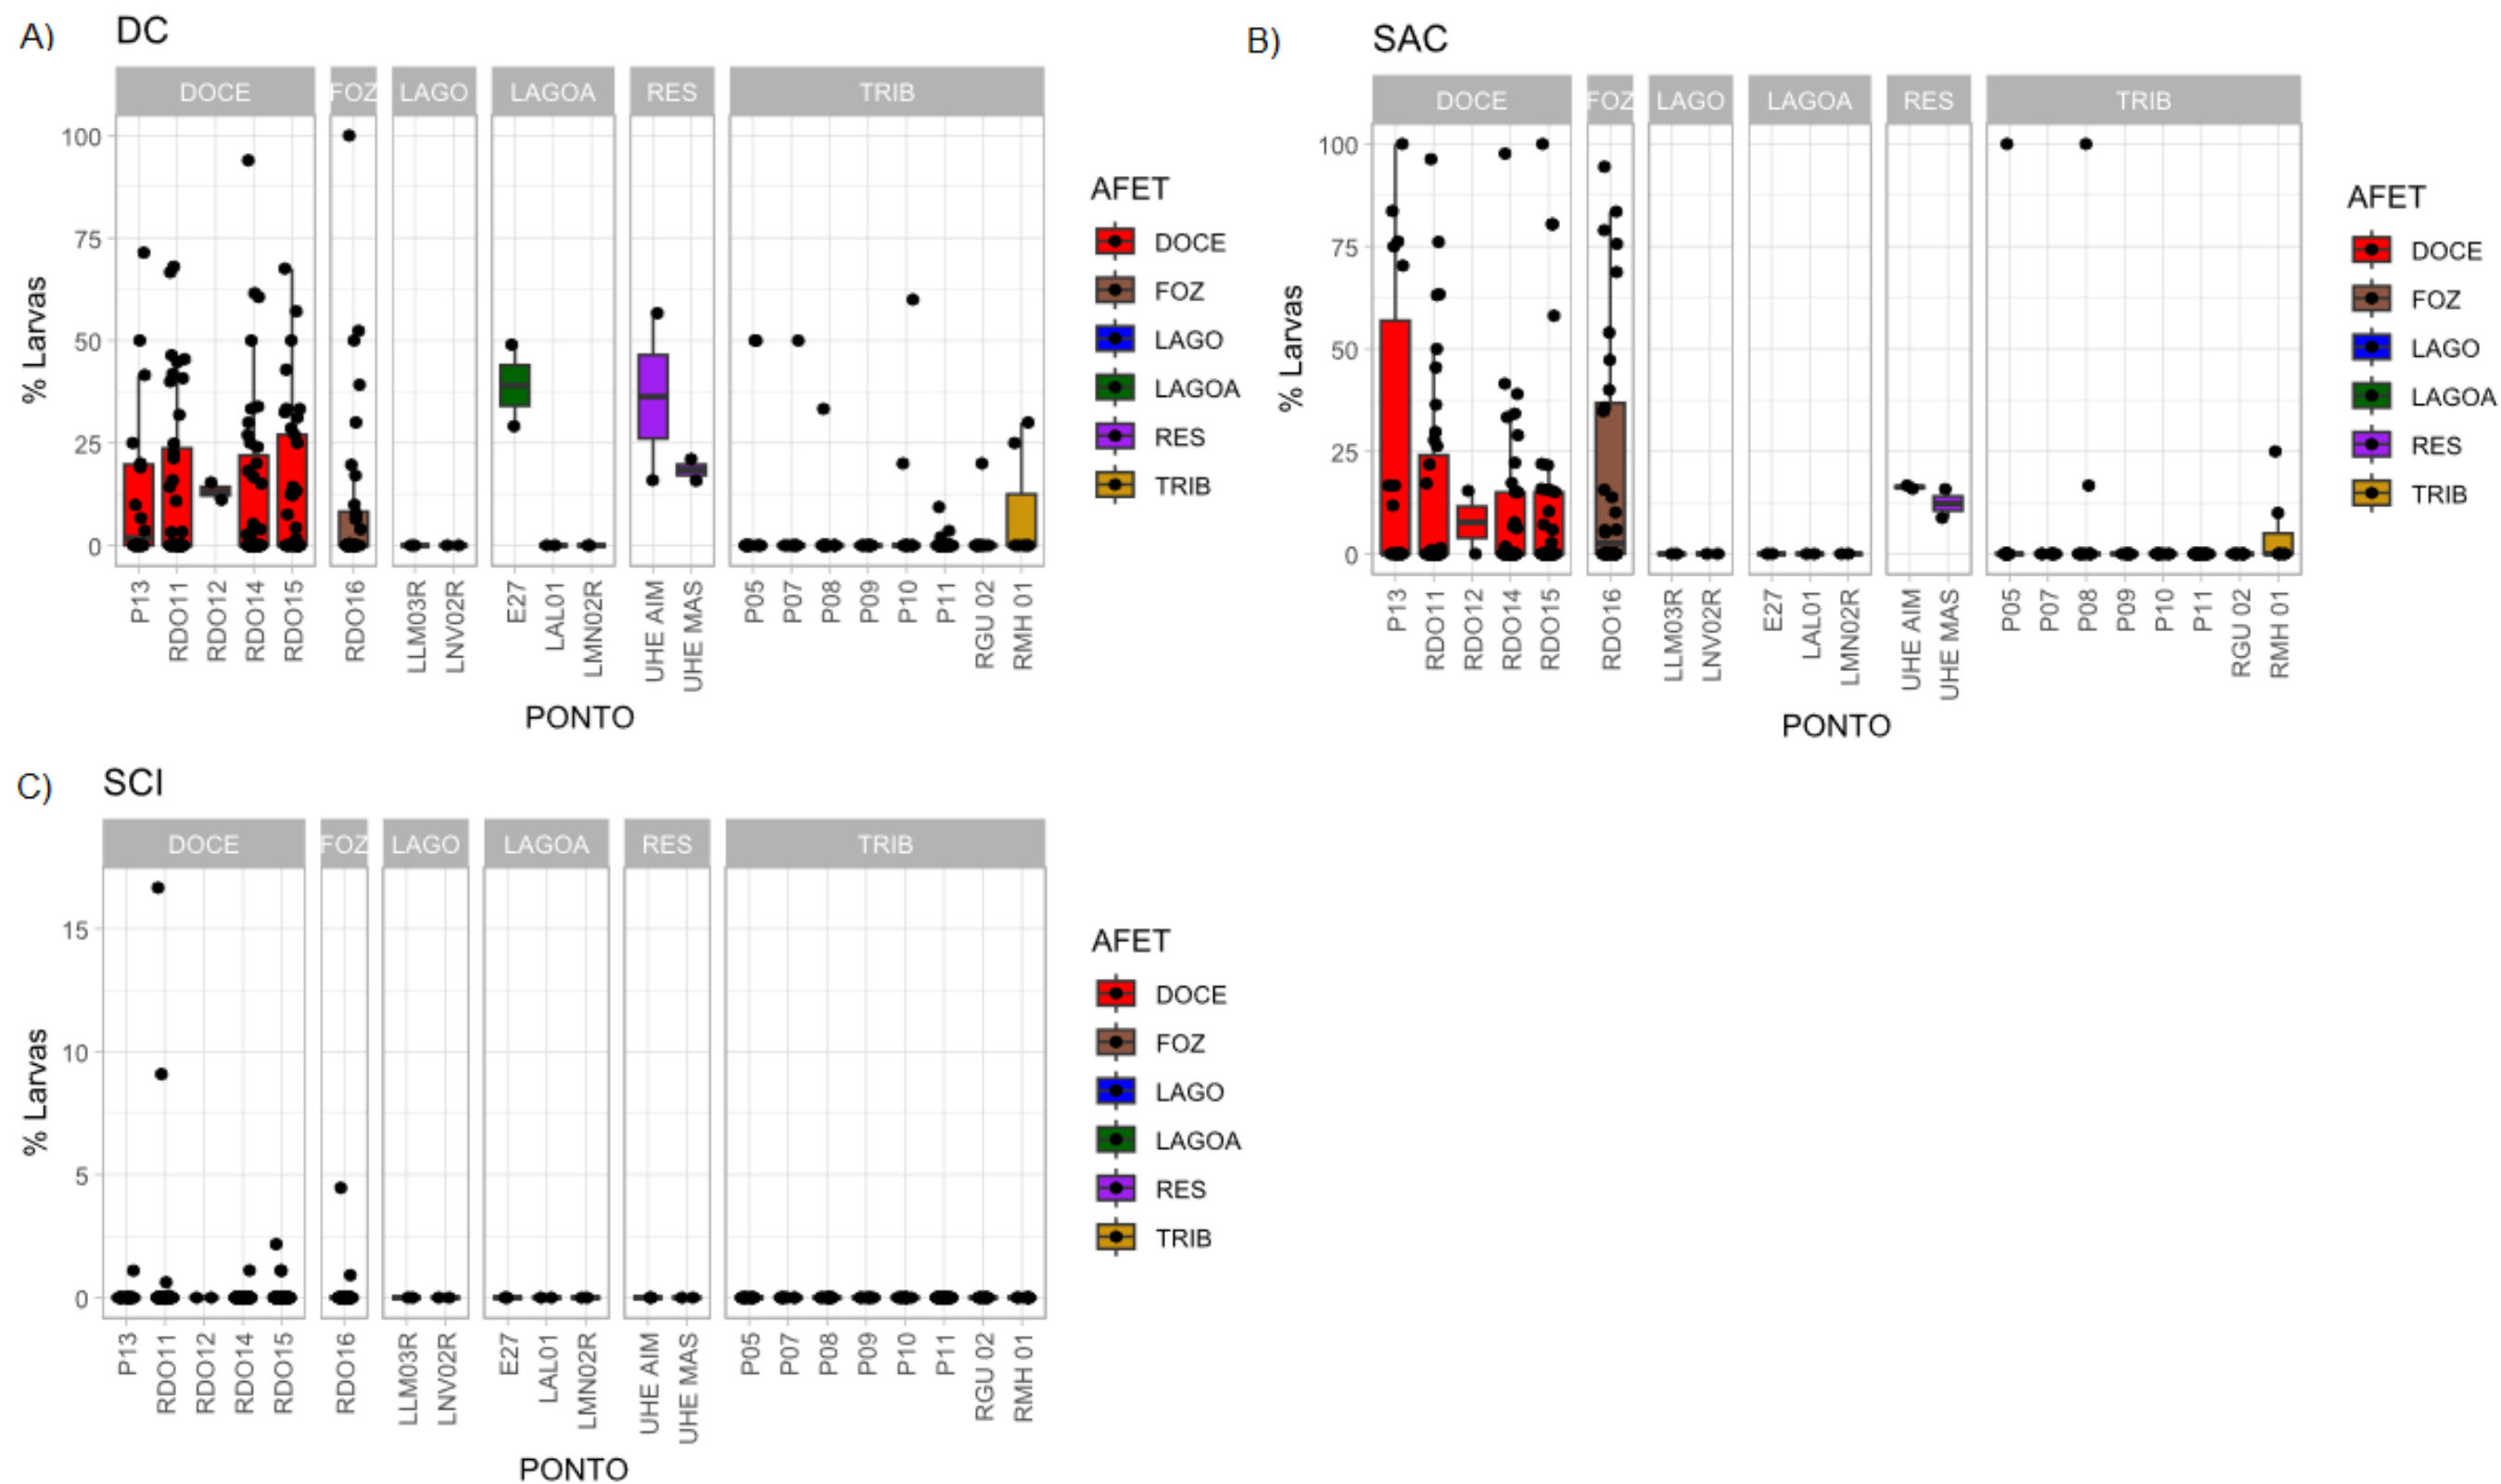 A) DC
DOCE FOZ LAGO LAGOA RES TRIB
100
75
50
25
0
% Larvas
P13 RDO11 RDO12 RDO14 RDO15 RDO16 LLM03R LNV02R E27 LAL01 LMN02R UHE AIM UHE MAS P05 P07 P08 P09 P10 P11 RGU 02 RMH 01
PONTO
AFET
DOCE
FOZ
LAGO
LAGOA
RES
TRIB
B) SAC
DOCE FOZ LAGO LAGOA RES TRIB
100
75
50
25
0
% Larvas
P13 RDO11 RDO12 RDO14 RDO15 RDO16 LLM03R LNV02R E27 LAL01 LMN02R UHE AIM UHE MAS P05 P07 P08 P09 P10 P11 RGU 02 RMH 01
PONTO
AFET
DOCE
FOZ
LAGO
LAGOA
RES
TRIB
C) SCI
DOCE FOZ LAGO LAGOA RES TRIB
15
10
5
0
% Larvas
P13 RDO11 RDO12 RDO14 RDO15 RDO16 LLM03R LNV02R E27 LAL01 LMN02R UHE AIM UHE MAS P05 P07 P08 P09 P10 P11 RGU 02 RMH 01
PONTO
AFET
DOCE
FOZ
LAGO
LAGOA
RES
TRIB